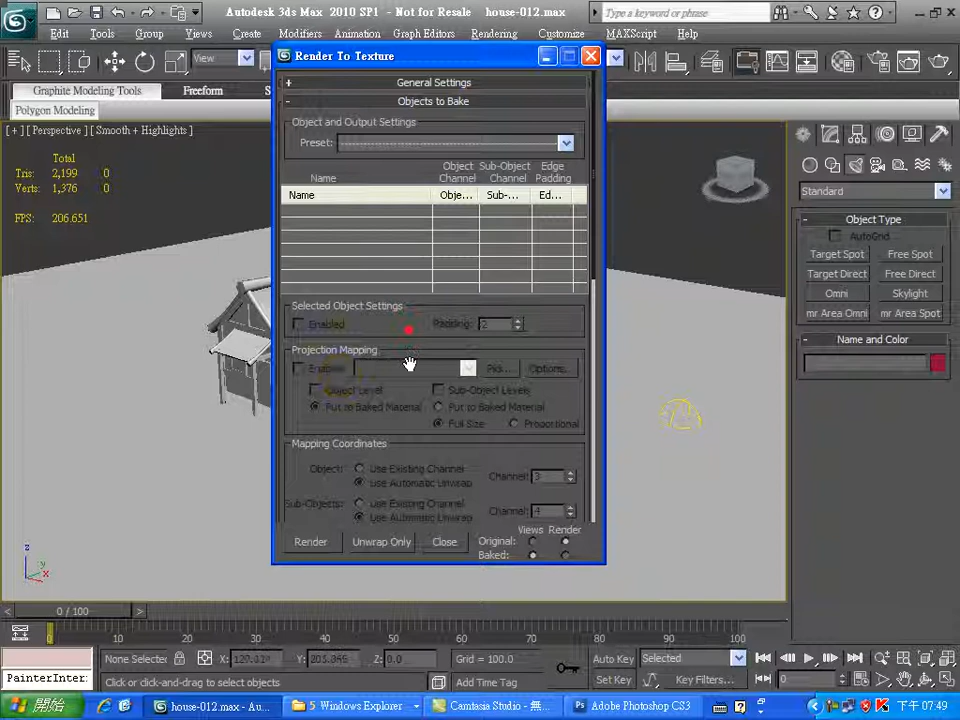 Autodesk 3ds Max 2010 SP1 - Not for Resale house-012.max
Type a keyword or phrase
Edit Tools Group Views Create Modifiers Animation Graph Editors Rendering Customize MAXScript Help
View
Graphite Modeling Tools Freeform
Polygon Modeling
[ + ] [ Perspective ] [ Smooth + Highlights ]
Total
Tris: 2,199 0
Verts: 1,376 0
FPS: 206.651
Render To Texture
+ General Settings
- Objects to Bake
Object and Output Settings
Preset:
Name Object Channel Sub-Object Channel Edge Padding
Name Obje... Sub-... Ed...
Selected Object Settings
Enabled Padding: 2
Projection Mapping
Enabled Pick... Options...
Object Level Sub-Object Levels
Put to Baked Material Put to Baked Material
Full Size Proportional
Mapping Coordinates
Object: Use Existing Channel
Use Automatic Unwrap Channel: 3
Sub-Objects: Use Existing Channel
Use Automatic Unwrap Channel: 4
Views Render
Render Unwrap Only Close Original:
Baked:
Standard
- Object Type
AutoGrid
Target Spot Free Spot
Target Direct Free Direct
Omni Skylight
mr Area Omni mr Area Spot
- Name and Color
z
y
x
< 0 / 100 >
0 10 20 30 40 50 60 70 80 90 100
None Selected X: Y: Z: 0.0 Grid = 100.0 Auto Key Selected
PainterInter: Click or click-and-drag to select objects Add Time Tag Set Key Key Filters... 0
開始 house-012.max - Au... 5 Windows Explorer Camtasia Studio - 無... Adobe Photoshop CS3 下午 07:49